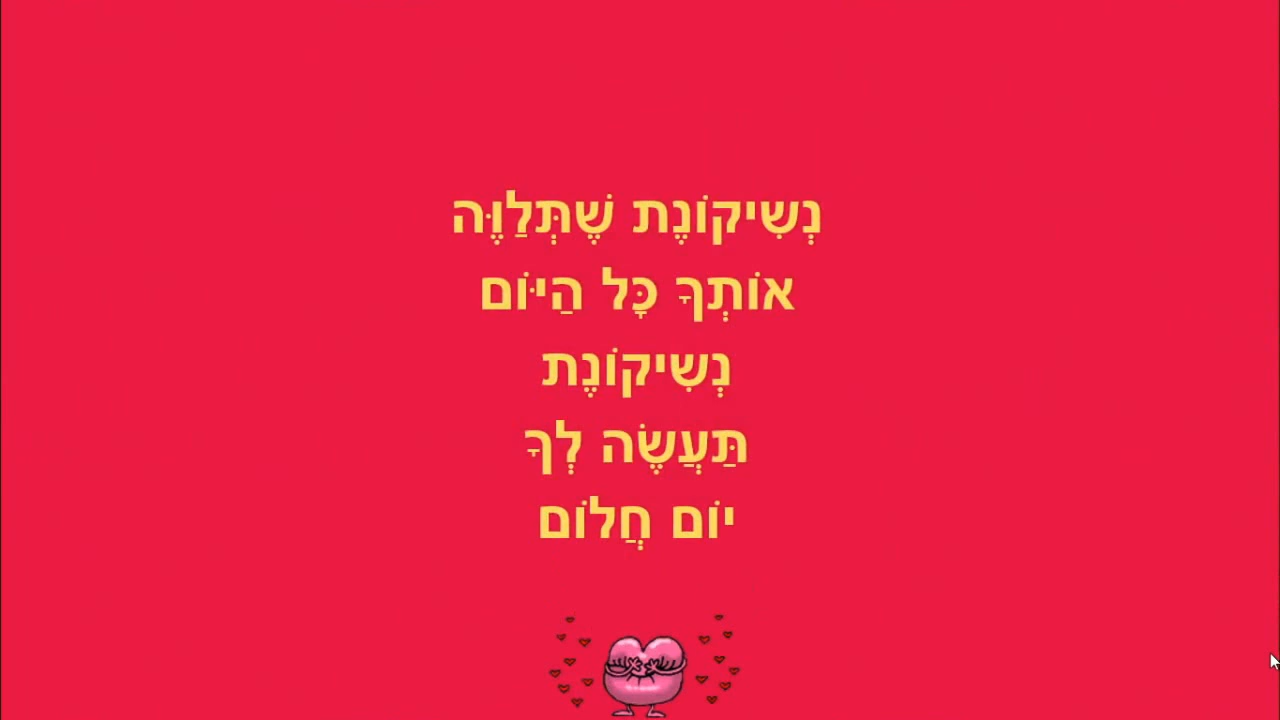 נְשִׁיקוֹנֶת שֶׁתְּלַוֶּה
אוֹתְךָ כָּל הַיּוֹם
נְשִׁיקוֹנֶת
תַּעֲשֶׂה לְךָ
יוֹם חֲלוֹם